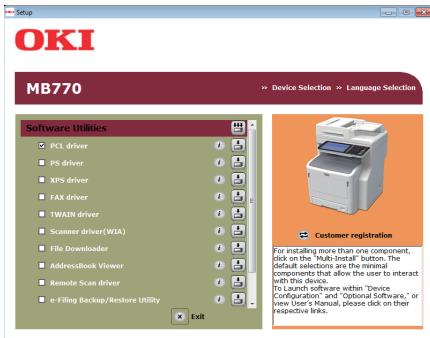 OKI Setup
OKI
MB770
» Device Selection » Language Selection
Software Utilities
PCL driver
PS driver
XPS driver
FAX driver
TWAIN driver
Scanner driver(WIA)
File Downloader
AddressBook Viewer
Remote Scan driver
e-Filing Backup/Restore Utility
Exit
Customer registration
For installing more than one component,
click on the "Multi-Install" button. The
default selections are the minimal
components that allow the user to interact
with this device.
To Launch software within "Device
Configuration" and "Optional Software," or
view User's Manual, please click on their
respective links.